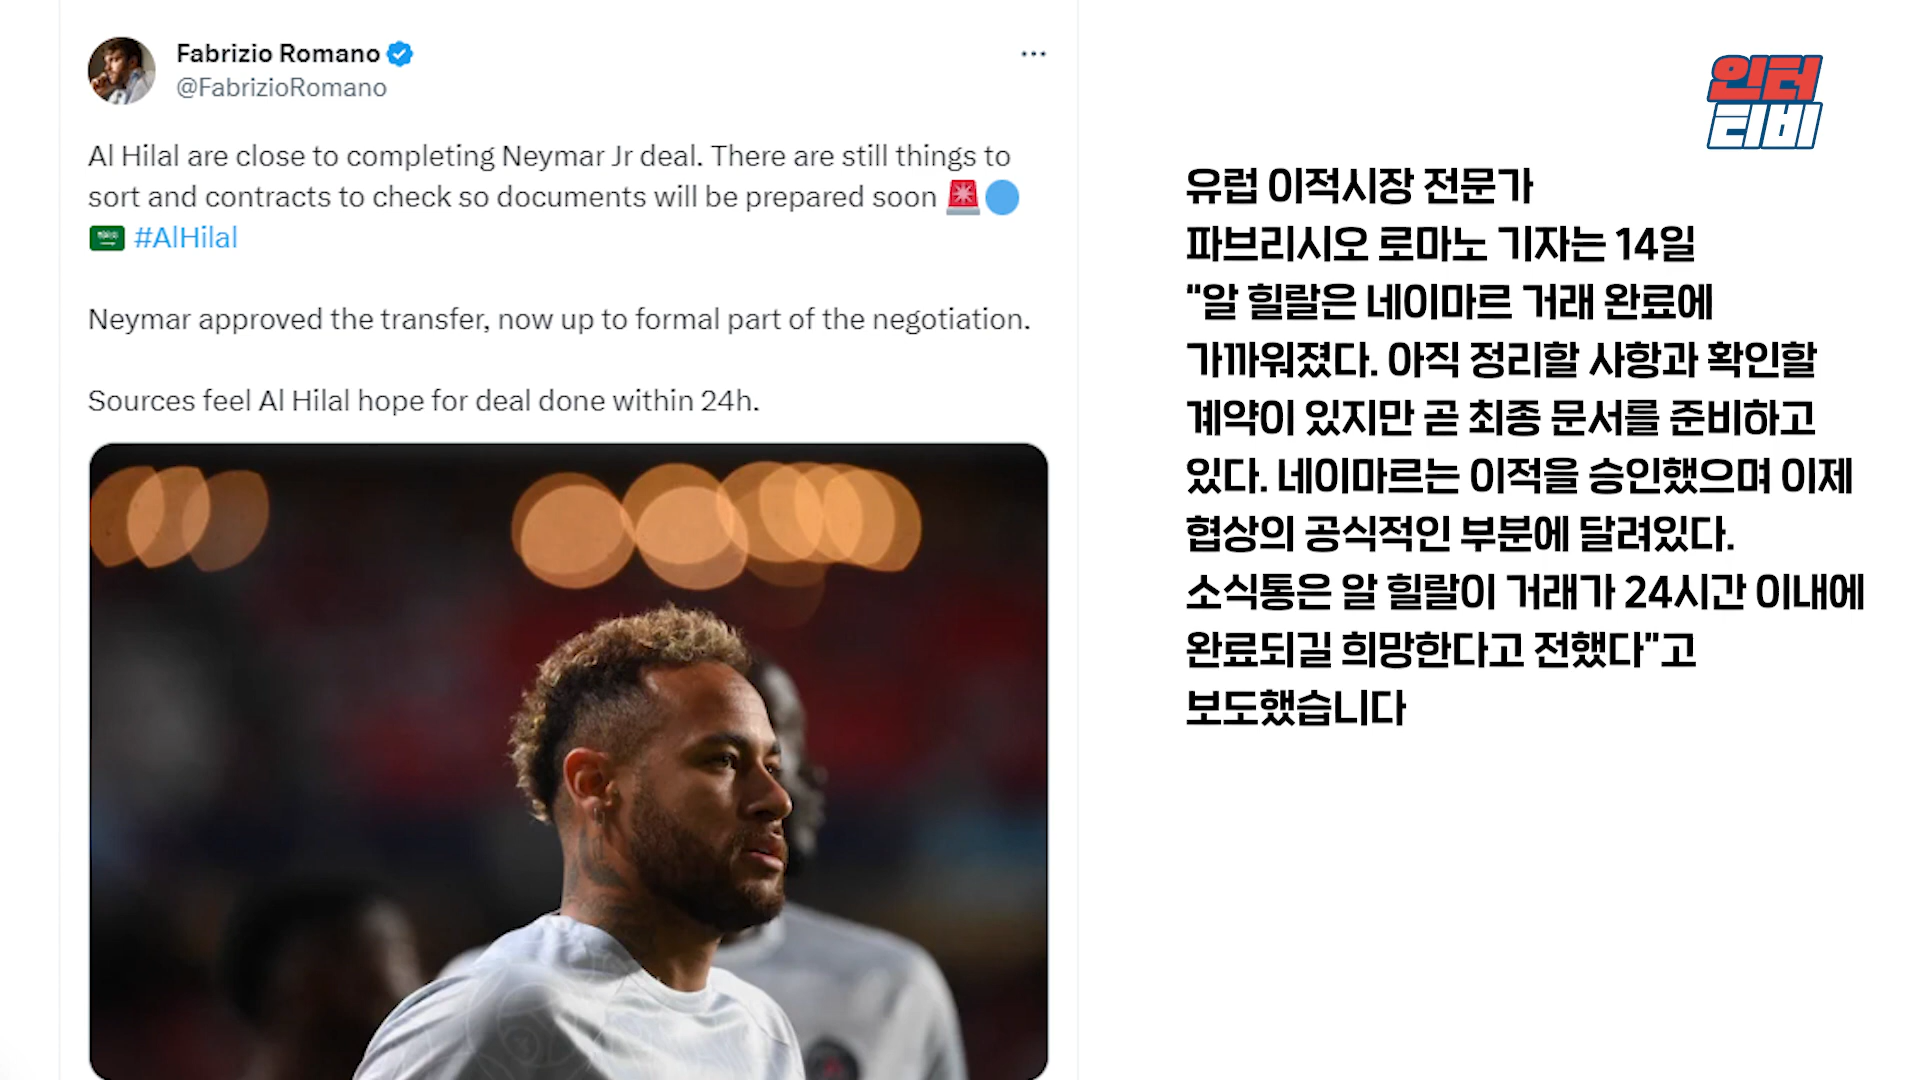 Fabrizio Romano
@FabrizioRomano
Al Hilal are close to completing Neymar Jr deal. There are still things to
sort and contracts to check so documents will be prepared soon 🚨🔵
🇸🇦 #AlHilal
Neymar approved the transfer, now up to formal part of the negotiation.
Sources feel Al Hilal hope for deal done within 24h.
인터
티비
유럽 이적시장 전문가
파브리시오 로마노 기자는 14일
"알 힐랄은 네이마르 거래 완료에
가까워졌다. 아직 정리할 사항과 확인할
계약이 있지만 곧 최종 문서를 준비하고
있다. 네이마르는 이적을 승인했으며 이제
협상의 공식적인 부분에 달려있다.
소식통은 알 힐랄이 거래가 24시간 이내에
완료되길 희망한다고 전했다"고
보도했습니다